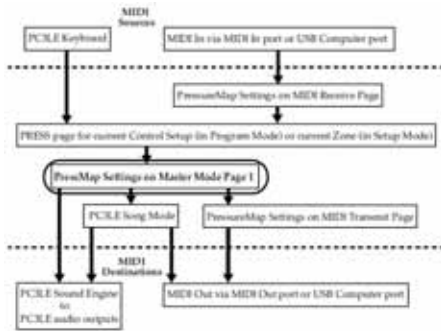 MIDI
Sources
PC3LE Keyboard
MIDI In via MIDI In port or USB Computer port
PressureMap Settings on MIDI Receive Page
PRESS page for current Control Setup (in Program Mode) or current Zone (in Setup Mode)
PressMap Settings on Master Mode Page 1
PC3LE Song Mode
PressureMap Settings on MIDI Transmit Page
MIDI
Destinations
PC3LE Sound Engine
to
PC3LE audio outputs
MIDI Out via MIDI Out port or USB Computer port